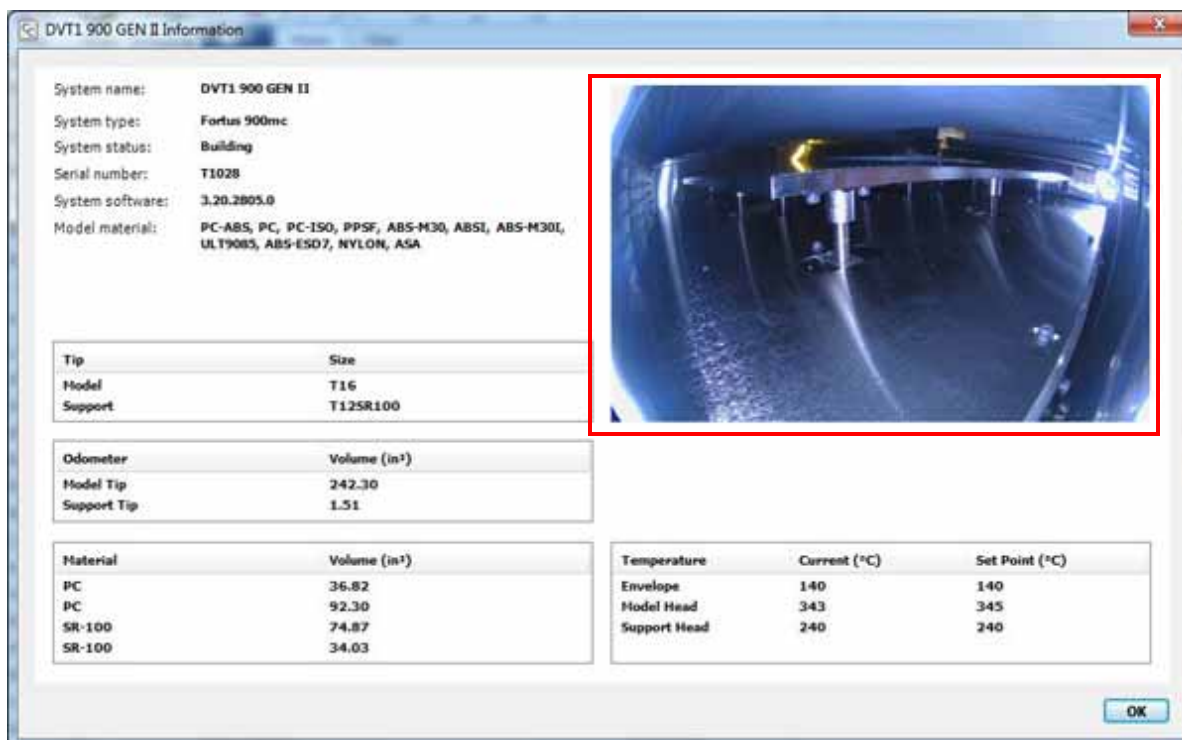 DVT1 900 GEN II Information
System name: DVT1 900 GEN II
System type: Fortus 900mc
System status: Building
Serial number: T1028
System software: 3.20.2805.0
Model material: PC-ABS, PC, PC-ISO, PPSF, ABS-M30, ABSI, ABS-M30I,
ULT9085, ABS-ESD7, NYLON, ASA
Tip Size
Model T16
Support T12SR100
Odometer Volume (in³)
Model Tip 242.30
Support Tip 1.51
Material Volume (in³)
PC 36.82
PC 92.30
SR-100 74.87
SR-100 34.03
Temperature Current (°C) Set Point (°C)
Envelope 140 140
Model Head 343 345
Support Head 240 240
OK